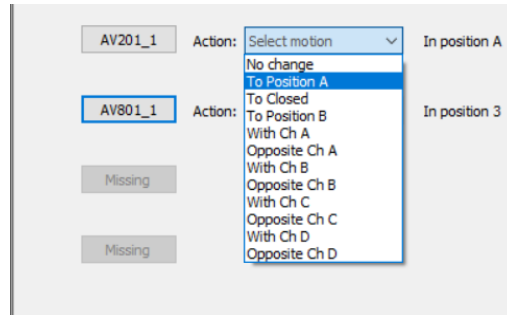 AV201_1 Action: Select motion In position A
No change
To Position A
To Closed
AV801_1 Action: To Position B In position 3
With Ch A
Opposite Ch A
With Ch B
Missing Opposite Ch B
With Ch C
Opposite Ch C
With Ch D
Missing Opposite Ch D